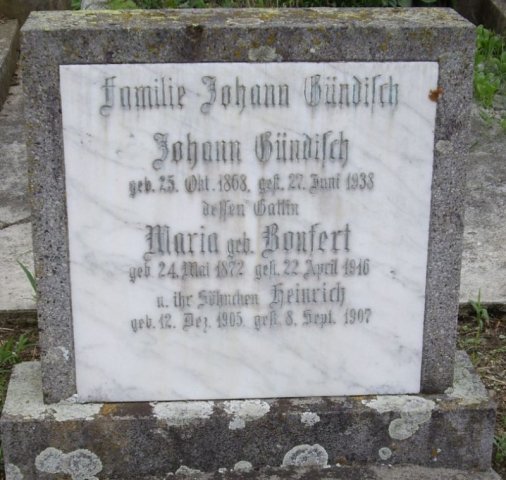 Familie Johann Gündisch
Johann Gündisch
geb. 25. Okt. 1868. gest. 27. Juni 1938
dessen Gattin
Maria geb. Bonfert
geb. 24. Mai 1872 gest. 22 April 1946
u. ihr Söhnchen Heinrich
geb. 12. Dez. 1905 gest. 8. Sept. 1907